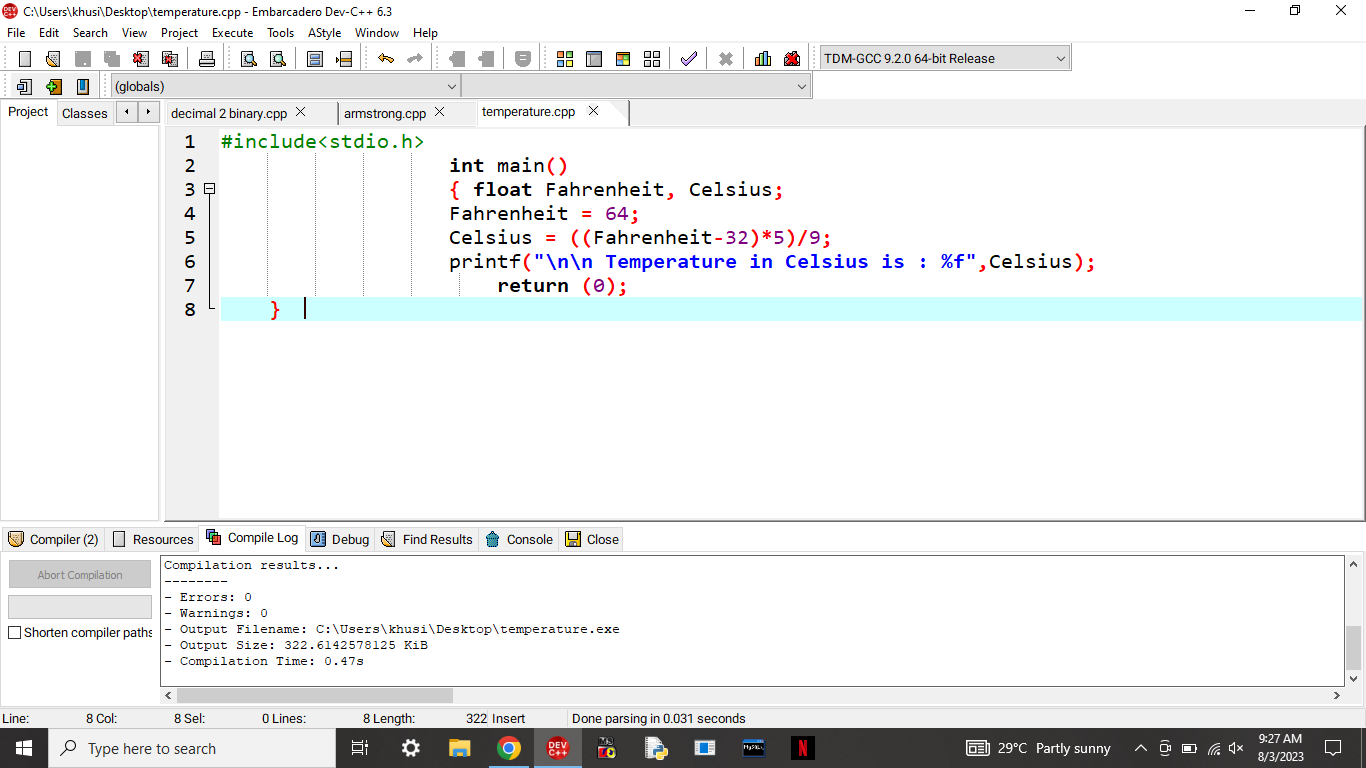 C:\Users\khusi\Desktop\temperature.cpp - Embarcadero Dev-C++ 6.3
File Edit Search View Project Execute Tools AStyle Window Help
TDM-GCC 9.2.0 64-bit Release
(globals)
Project Classes decimal 2 binary.cpp armstrong.cpp temperature.cpp
1 #include<stdio.h>
2 int main()
3 { float Fahrenheit, Celsius;
4 Fahrenheit = 64;
5 Celsius = ((Fahrenheit-32)*5)/9;
6 printf("\n\n Temperature in Celsius is : %f",Celsius);
7 return (0);
8 }
Compiler (2) Resources Compile Log Debug Find Results Console Close
Abort Compilation
Shorten compiler paths
Compilation results...
--------
- Errors: 0
- Warnings: 0
- Output Filename: C:\Users\khusi\Desktop\temperature.exe
- Output Size: 322.6142578125 KiB
- Compilation Time: 0.47s
Line: 8 Col: 8 Sel: 0 Lines: 8 Length: 322 Insert Done parsing in 0.031 seconds
Type here to search
DEV C++
MySQL
N
29°C Partly sunny
9:27 AM
8/3/2023